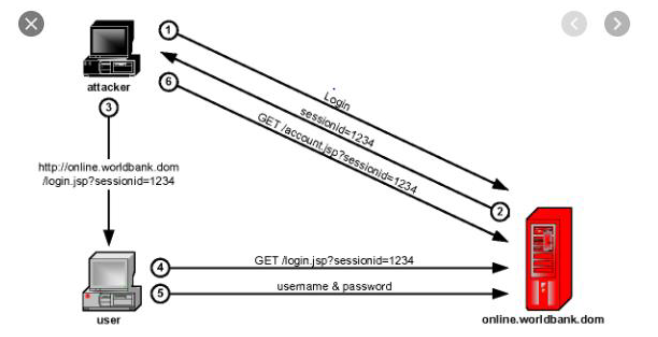 1
attacker
6
3
Login
sessionid=1234
GET /account.jsp?sessionid=1234
http://online.worldbank.dom
/login.jsp?sessionid=1234
2
4
GET /login.jsp?sessionid=1234
5
username & password
user
online.worldbank.dom